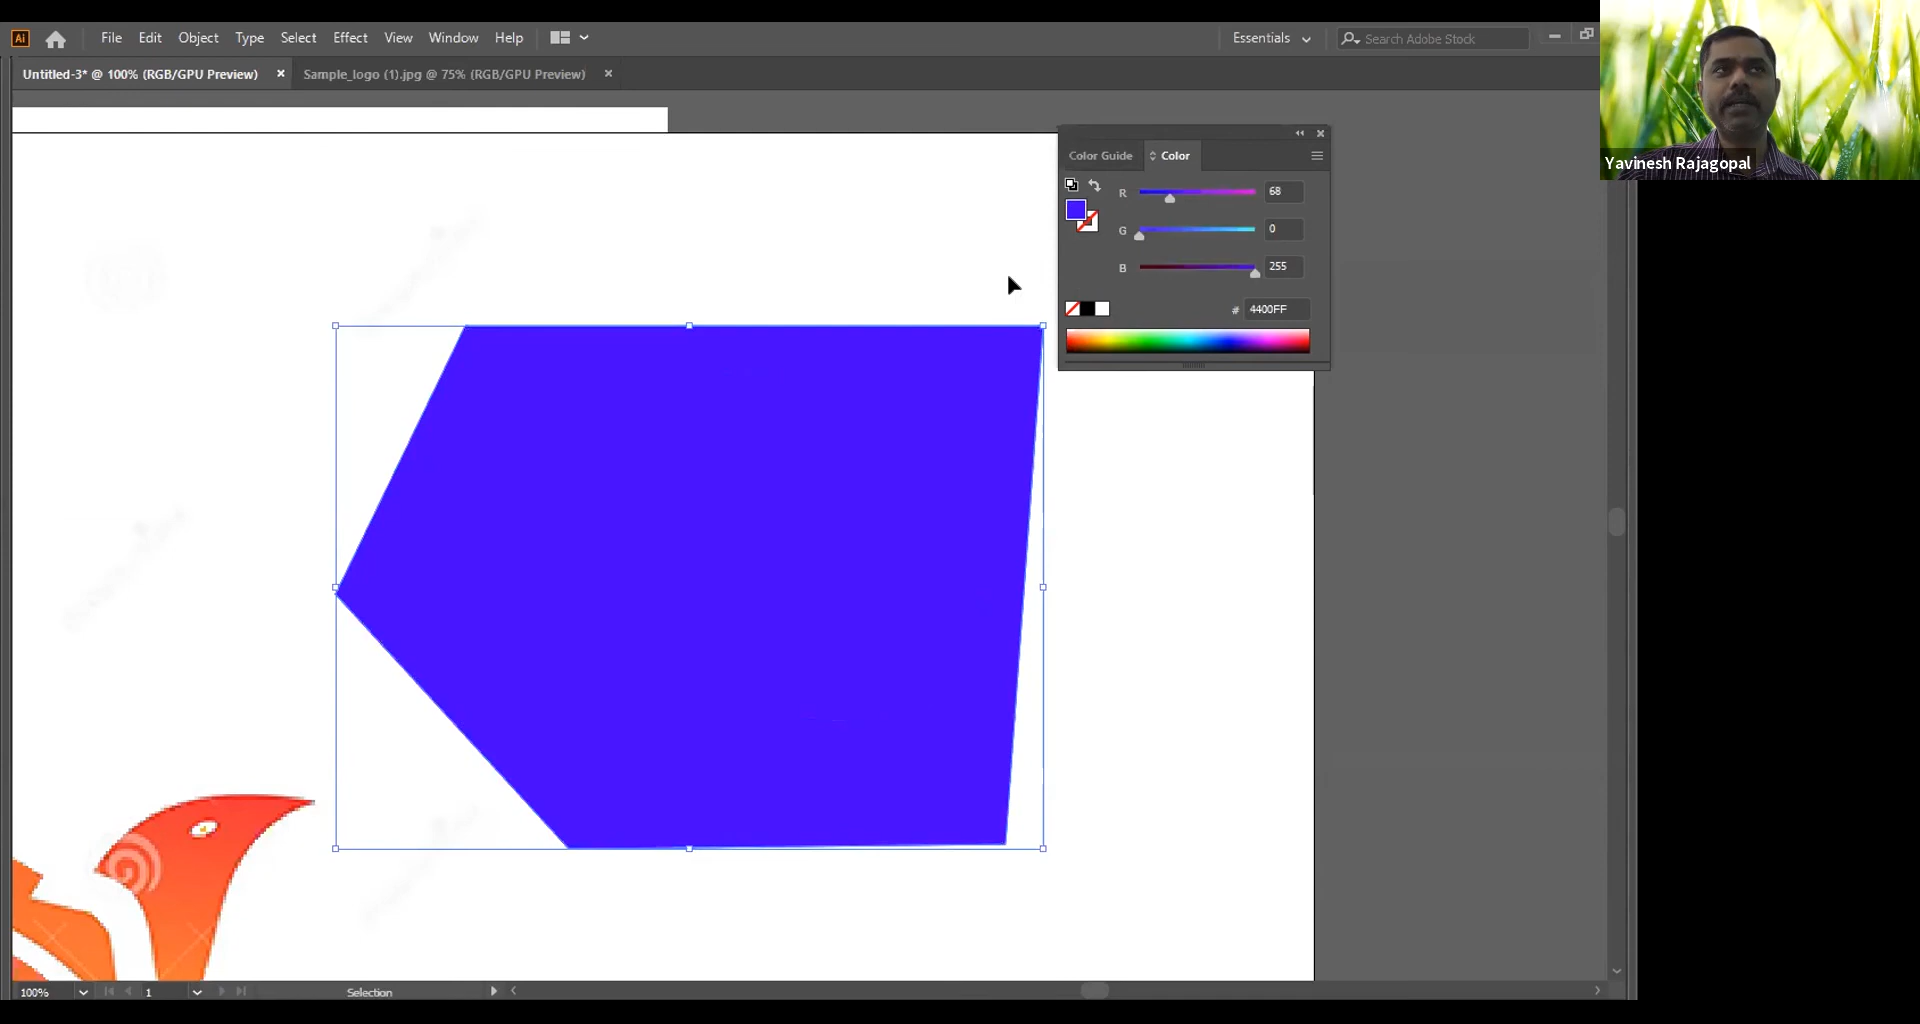 Ai File Edit Object Type Select Effect View Window Help Essentials Search Adobe Stock
Untitled-3* @ 100% (RGB/GPU Preview) × Sample_logo (1).jpg @ 75% (RGB/GPU Preview) ×
Yavinesh Rajagopal
Color Guide Color
R 68
G 0
B 255
# 4400FF
100% 1 Selection